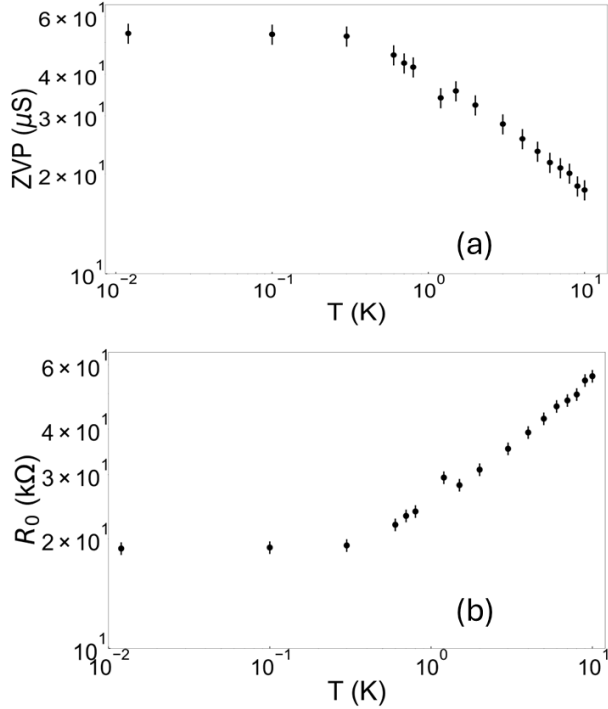 6 × 10¹
4 × 10¹
3 × 10¹
2 × 10¹
10¹
ZVP (μS)
(a)
10⁻² 10⁻¹ 10⁰ 10¹
T (K)
6 × 10¹
4 × 10¹
3 × 10¹
2 × 10¹
10¹
R₀ (kΩ)
(b)
10⁻² 10⁻¹ 10⁰ 10¹
T (K)